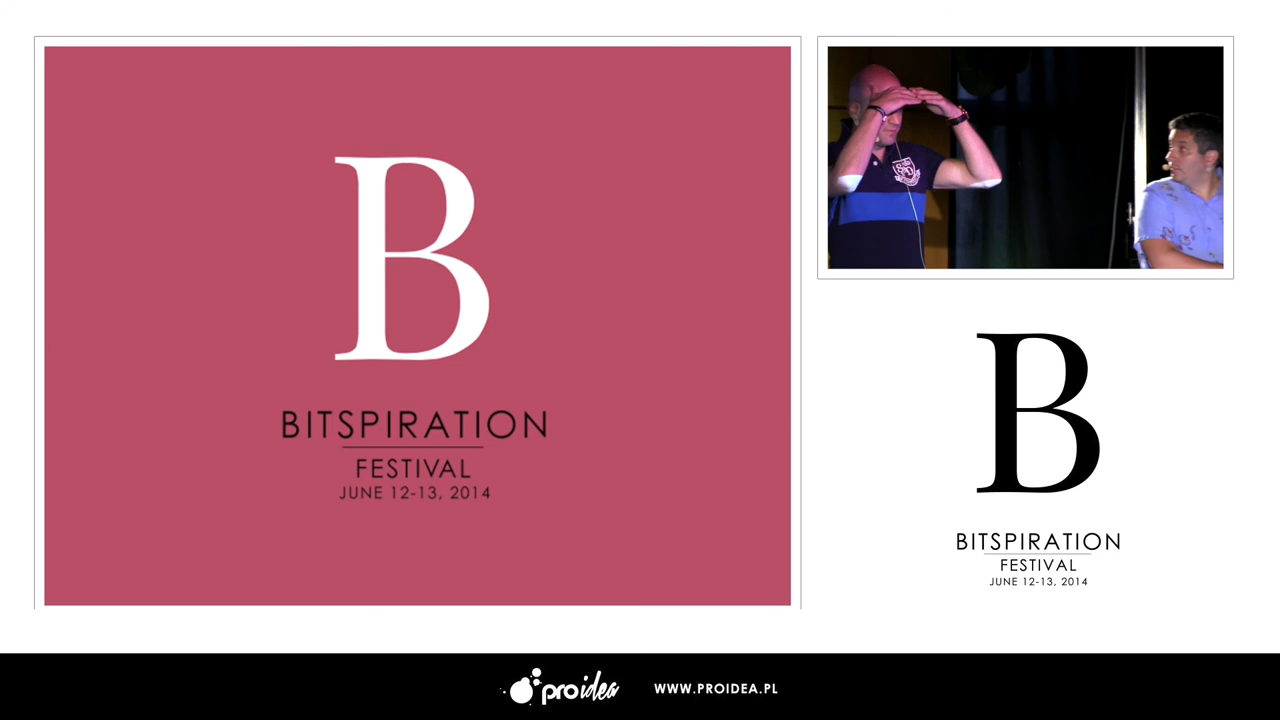 B
BITSPIRATION
FESTIVAL
JUNE 12-13, 2014
B
BITSPIRATION
FESTIVAL
JUNE 12-13, 2014
proidea
WWW.PROIDEA.PL